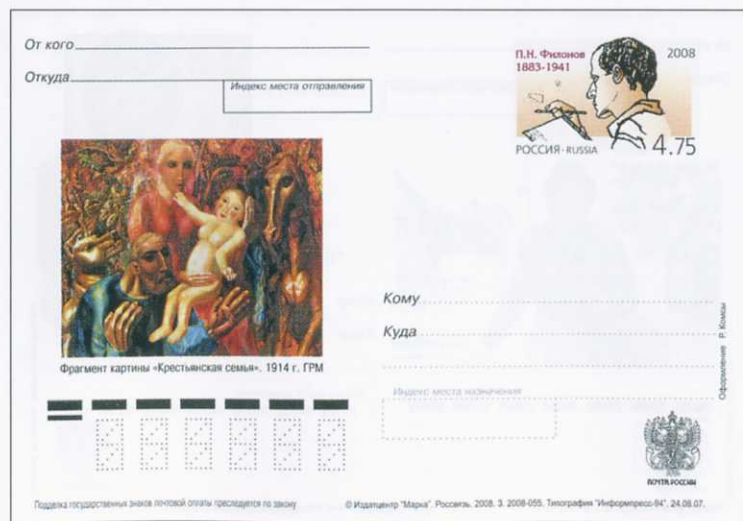 От кого
Откуда
Индекс места отправления
П.Н. Филонов
1883-1941
2008
РОССИЯ · RUSSIA
4.75
Фрагмент картины «Крестьянская семья». 1914 г. ГРМ
Кому
Куда
Индекс места назначения
Оформление Р. Комсы
ПОЧТА РОССИИ
Подделка государственных знаков почтовой оплаты преследуется по закону
© Издатцентр "Марка". Россвязь, 2008. З. 2008-055. Типография "Информпресс-94", 24.08.07.